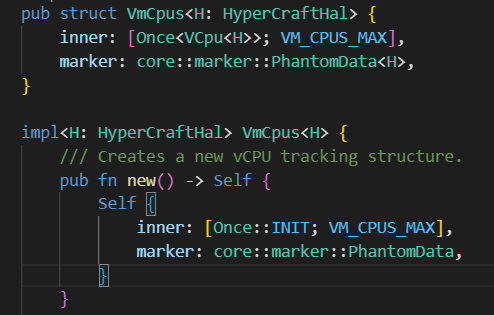 pub struct VmCpus<H: HyperCraftHal> {
    inner: [Once<VCpu<H>>; VM_CPUS_MAX],
    marker: core::marker::PhantomData<H>,
}

impl<H: HyperCraftHal> VmCpus<H> {
    /// Creates a new vCPU tracking structure.
    pub fn new() -> Self {
        Self {
            inner: [Once::INIT; VM_CPUS_MAX],
            marker: core::marker::PhantomData,
        }
    }